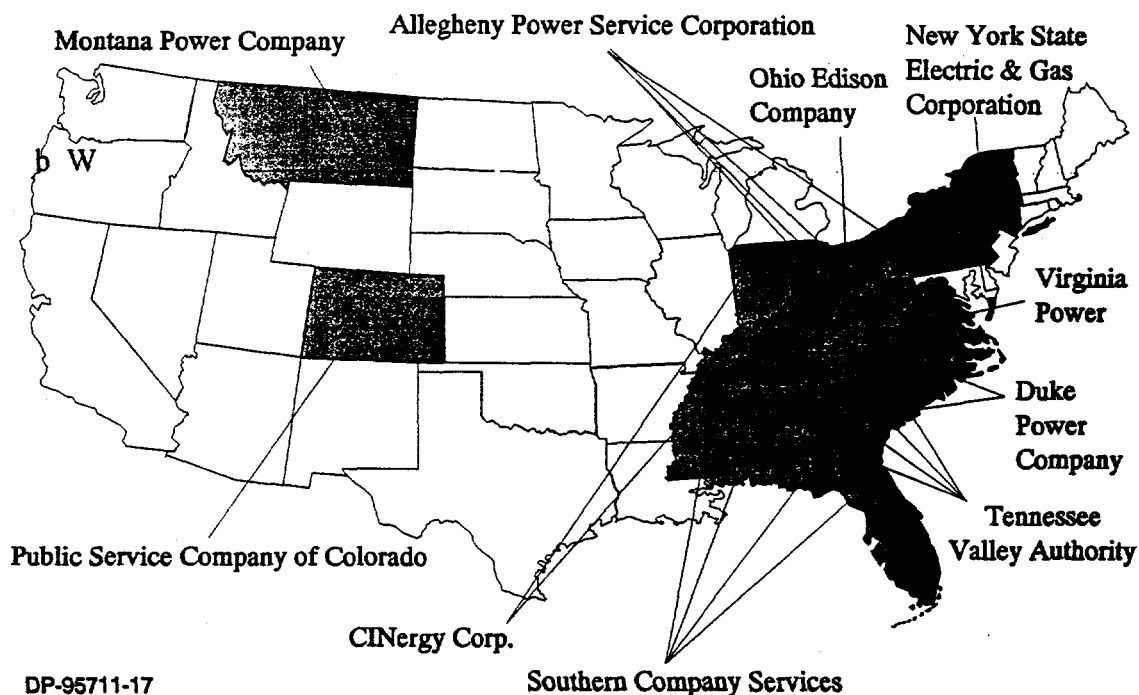 Montana Power Company
Allegheny Power Service Corporation
Ohio Edison
Company
New York State
Electric & Gas
Corporation
b W
Virginia
Power
Duke
Power
Company
Tennessee
Valley Authority
Public Service Company of Colorado
CINergy Corp.
Southern Company Services
DP-95711-17